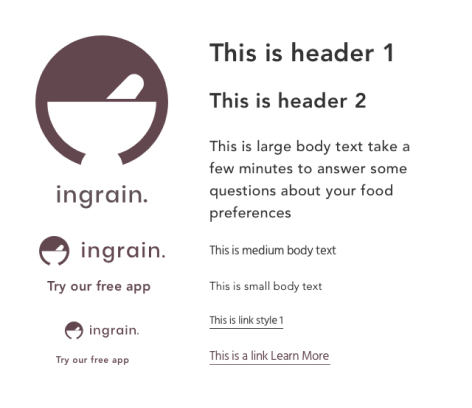 ingrain.
ingrain.
Try our free app
ingrain.
Try our free app
This is header 1
This is header 2
This is large body text take a
few minutes to answer some
questions about your food
preferences
This is medium body text
This is small body text
This is link style 1
This is a link Learn More